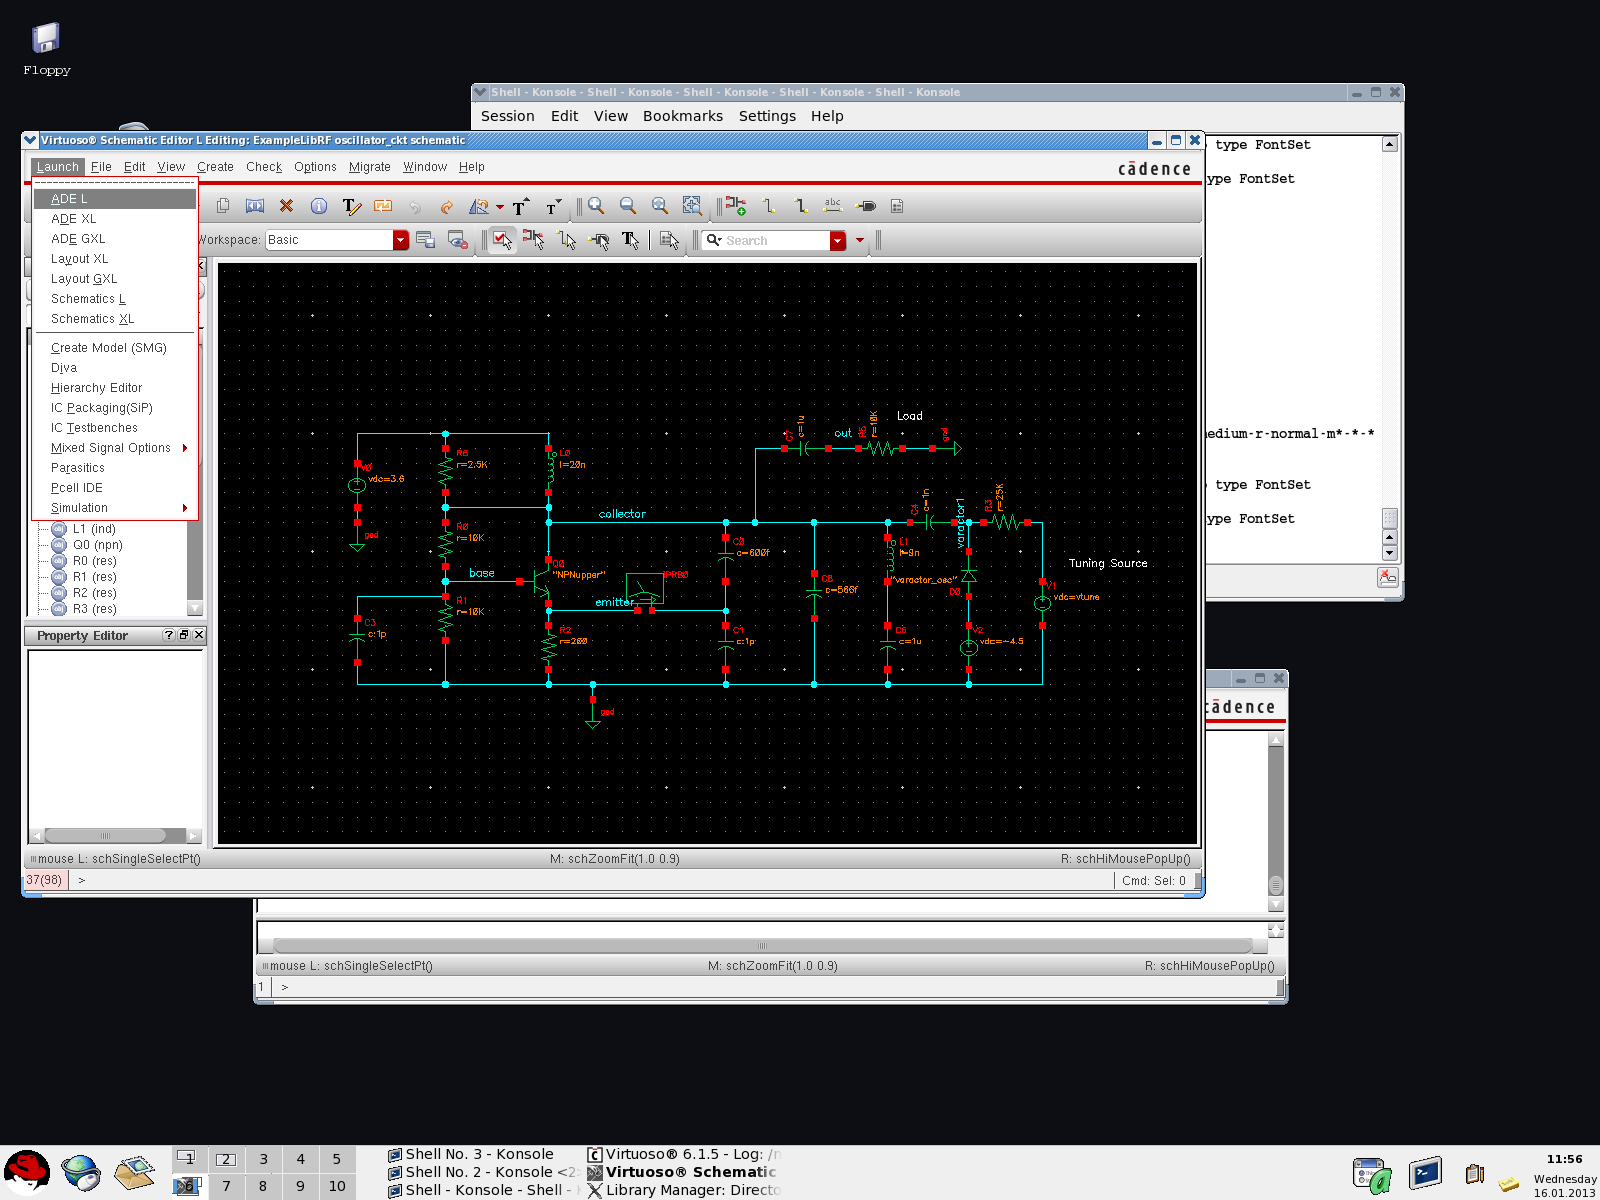 Floppy
Shell - Konsole - Shell - Konsole - Shell - Konsole - Shell - Konsole - Shell - Konsole
Session Edit View Bookmarks Settings Help
type FontSet
ype FontSet
edium-r-normal-m*-*-*
type FontSet
ype FontSet
Virtuoso® Schematic Editor L Editing: ExampleLibRF oscillator_ckt schematic
Launch File Edit View Create Check Options Migrate Window Help
cādence
ADE L
ADE XL
ADE GXL
Layout XL
Layout GXL
Schematics L
Schematics XL
Create Model (SMG)
Diva
Hierarchy Editor
IC Packaging(SiP)
IC Testbenches
Mixed Signal Options
Parasitics
Pcell IDE
Simulation
Workspace: Basic
Search
abc
L1 (ind)
Q0 (npn)
R0 (res)
R1 (res)
R2 (res)
R3 (res)
Property Editor
Load
C7
c=1u
out
R5
r=10K
gnd
V0
vdc=3.6
gnd
R6
r=2.5K
L0
l=20n
collector
R0
r=10K
base
Q0
"NPNupper"
emitter
IPRB0
R1
r=10K
C3
c:1p
R2
r=200
C2
c=600f
C1
c:1p
C8
c=566f
L1
"varactor_osc"
C6
c=1u
C4
c=1n
varactor1
R3
r=25K
D0
V2
vdc=-4.5
V1
vdc=vtune
Tuning Source
gnd
mouse L: schSingleSelectPt() M: schZoomFit(1.0 0.9) R: schHiMousePopUp()
37(98) > Cmd: Sel: 0
cādence
mouse L: schSingleSelectPt() M: schZoomFit(1.0 0.9) R: schHiMousePopUp()
1 >
1 2 3 4 5
6 7 8 9 10
Shell No. 3 - Konsole
Shell No. 2 - Konsole <2
Shell - Konsole - Shell -
Virtuoso® 6.1.5 - Log: /n
Virtuoso® Schematic
Library Manager: Directo
11:56
Wednesday
16.01.2013